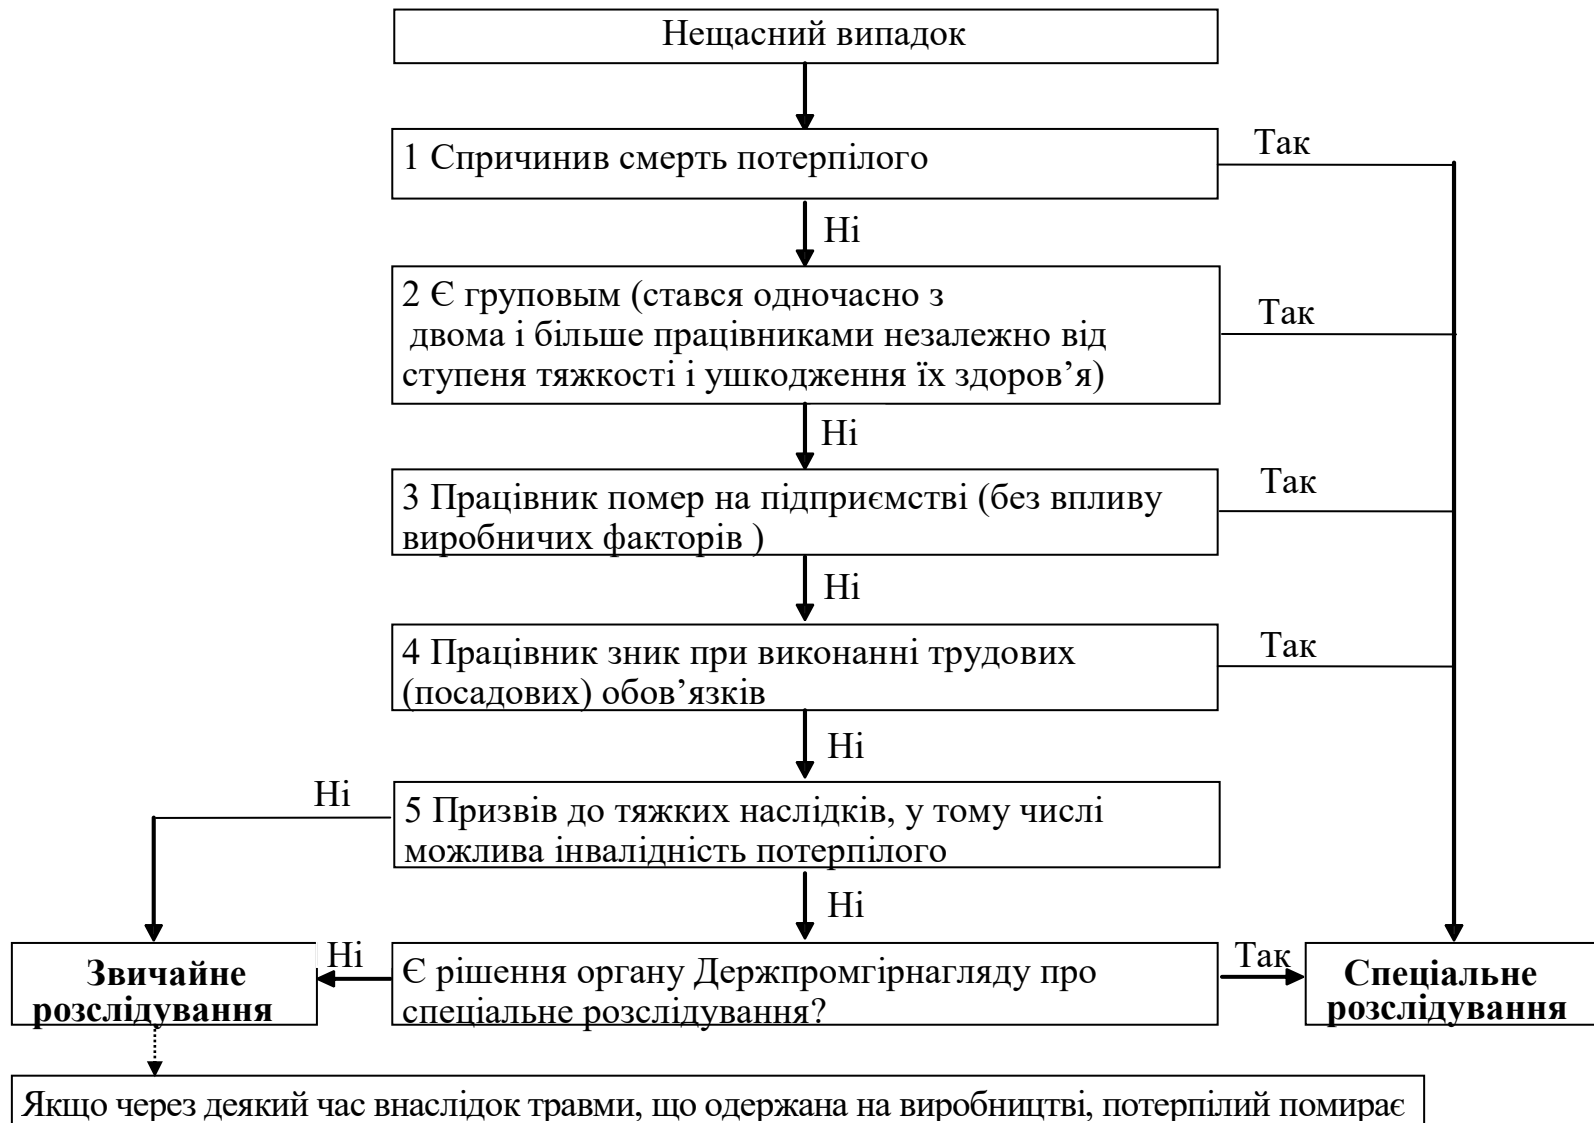 Нещасний випадок
1 Спричинив смерть потерпілого
Так
Ні
2 Є груповым (стався одночасно з
двома і більше працівниками незалежно від
ступеня тяжкості і ушкодження їх здоров’я)
Так
Ні
3 Працівник помер на підприємстві (без впливу
виробничих факторів )
Так
Ні
4 Працівник зник при виконанні трудових
(посадових) обов’язків
Так
Ні
Ні
5 Призвів до тяжких наслідків, у тому числі
можлива інвалідність потерпілого
Ні
Звичайне
розслідування
Ні
Є рішення органу Держпромгірнагляду про
спеціальне розслідування?
Так
Спеціальне
розслідування
Якщо через деякий час внаслідок травми, що одержана на виробництві, потерпілий помирає